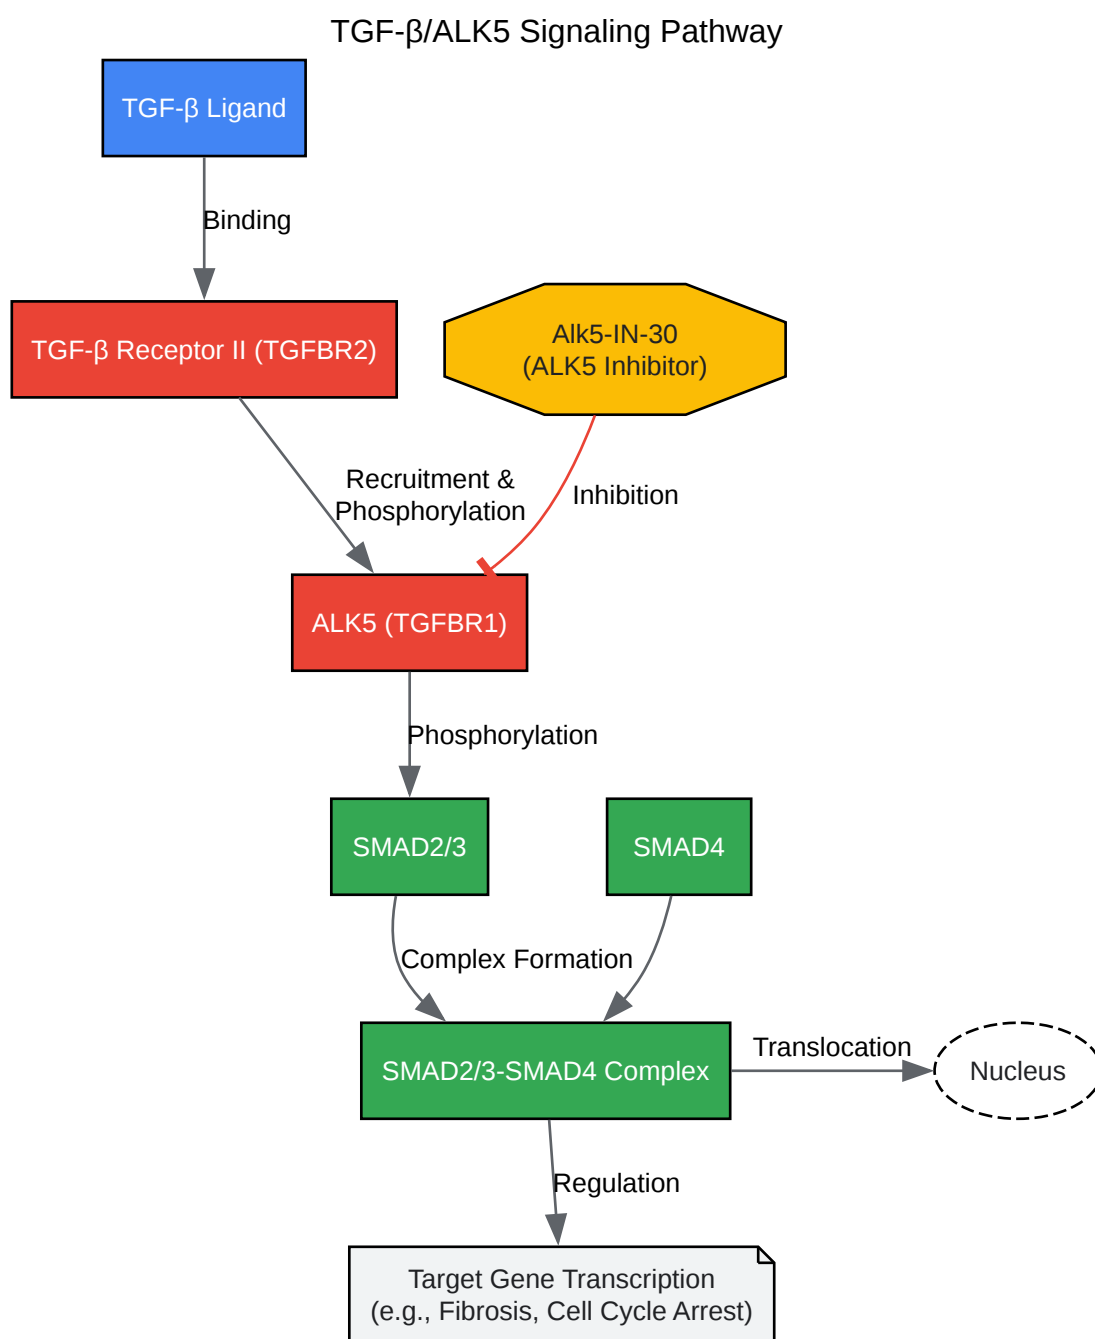 TGF-β/ALK5 Signaling Pathway
TGF-β Ligand
Binding
TGF-β Receptor II (TGFBR2)
Alk5-IN-30
(ALK5 Inhibitor)
Recruitment &
Phosphorylation
Inhibition
ALK5 (TGFBR1)
Phosphorylation
SMAD2/3
SMAD4
Complex Formation
SMAD2/3-SMAD4 Complex
Translocation
Nucleus
Regulation
Target Gene Transcription
(e.g., Fibrosis, Cell Cycle Arrest)